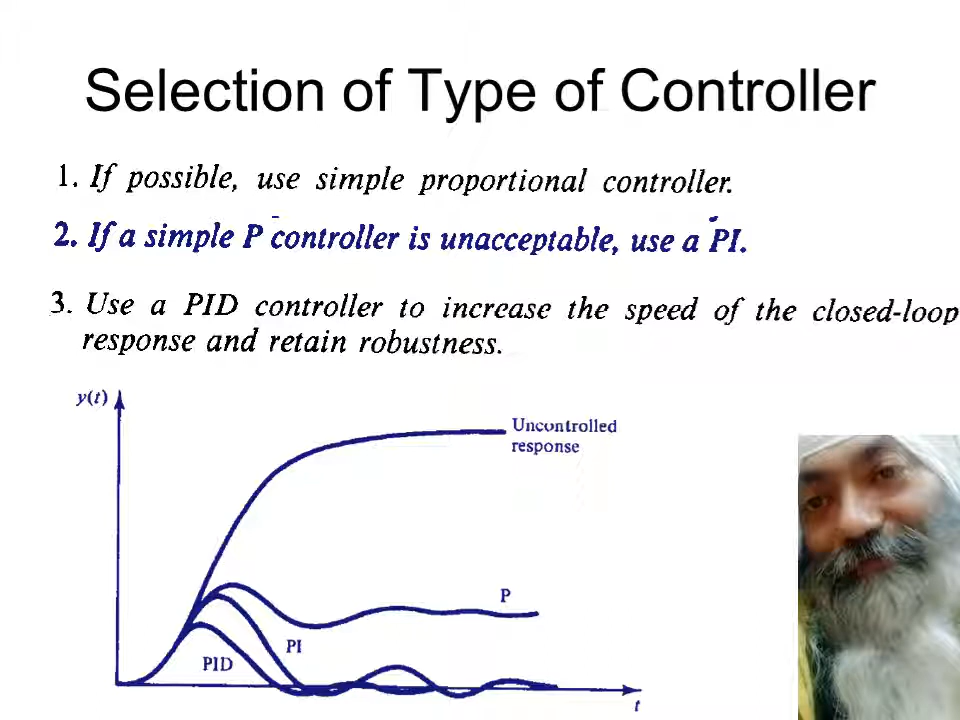 Selection of Type of Controller
1. If possible, use simple proportional controller.
2. If a simple P controller is unacceptable, use a PI.
3. Use a PID controller to increase the speed of the closed-loop
response and retain robustness.
y(t)
Uncontrolled
response
P
PI
PID
t